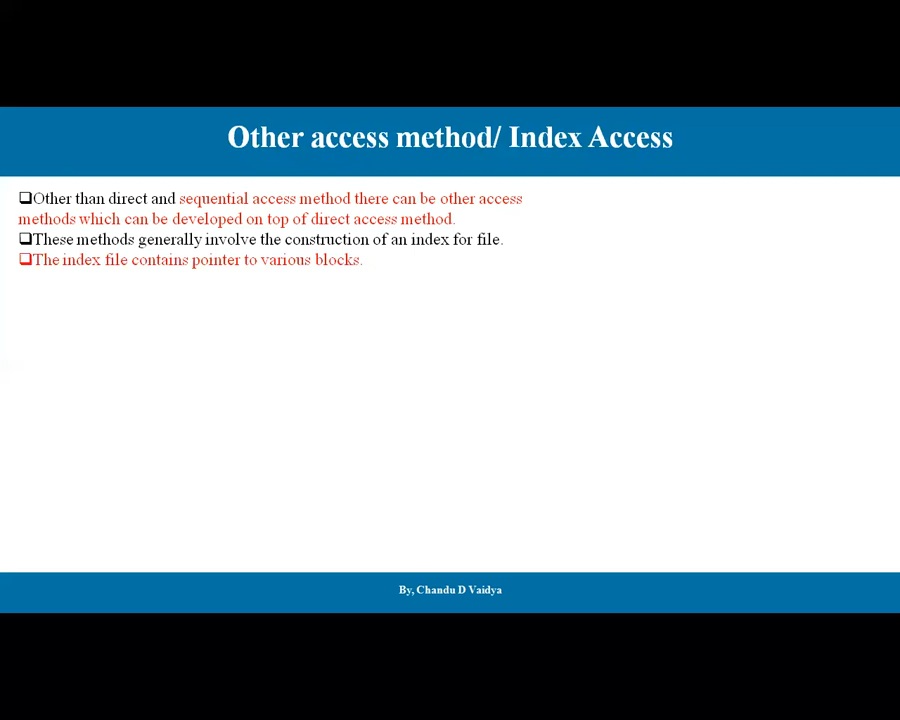 Other access method/ Index Access
❑Other than direct and sequential access method there can be other access
methods which can be developed on top of direct access method.
❑These methods generally involve the construction of an index for file.
❑The index file contains pointer to various blocks.
By, Chandu D Vaidya